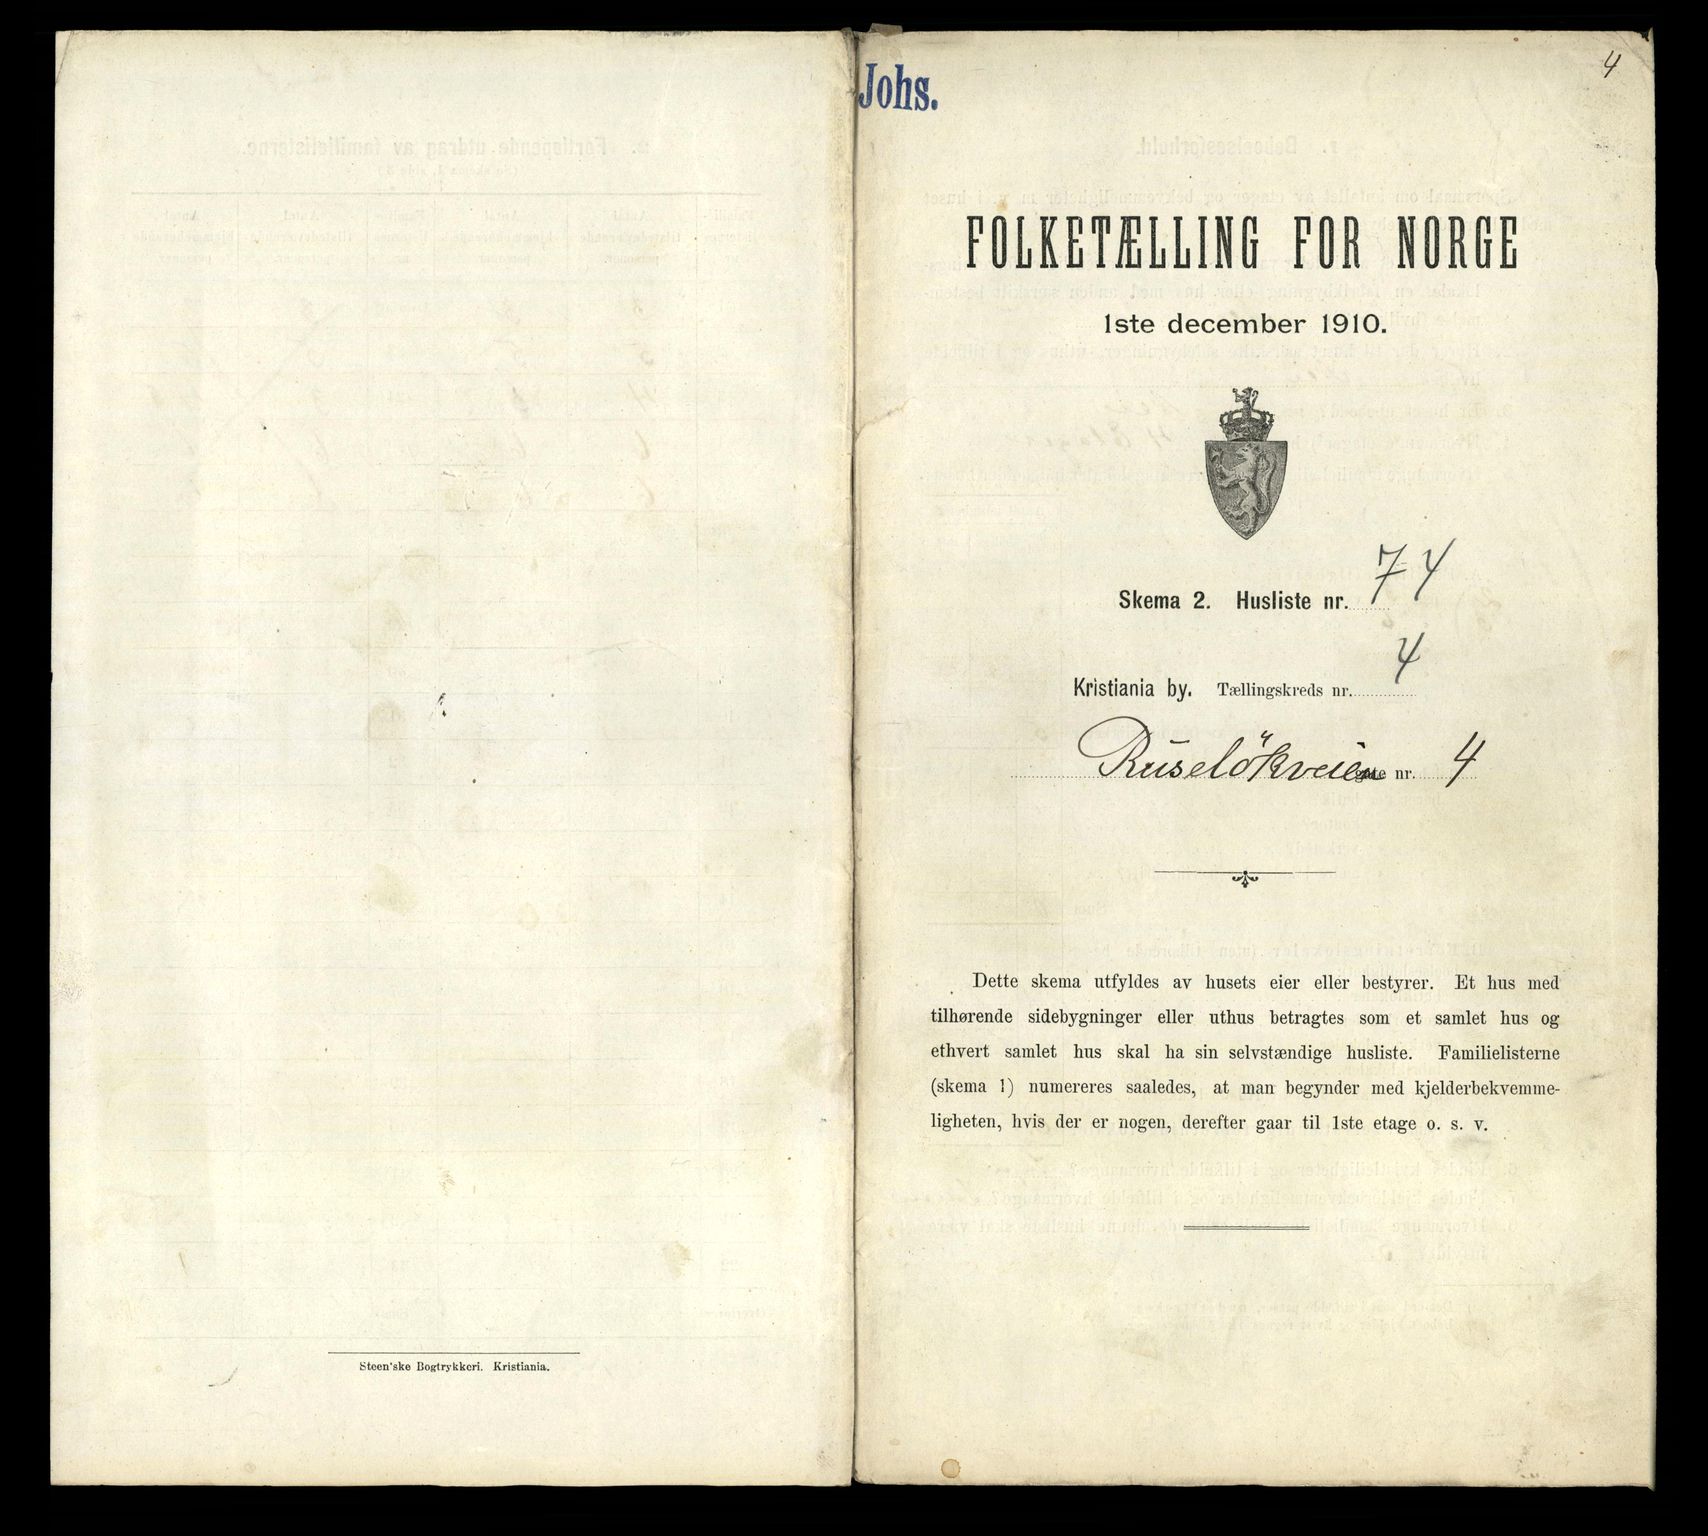 Steen'ske Bogtrykkeri. Kristiania.
Johs.
4
FOLKETÆLLING FOR NORGE
1ste december 1910.
Skema 2. Husliste nr. 74
Kristiania by. Tællingskreds nr. 4
Ruseløkveien gate nr. 4
Dette skema utfyldes av husets eier eller bestyrer. Et hus med
tilhørende sidebygninger eller uthus betragtes som et samlet hus og
ethvert samlet hus skal ha sin selvstændige husliste. Familielisterne
(skema 1) numereres saaledes, at man begynder med kjelderbekvemme-
ligheten, hvis der er nogen, derefter gaar til 1ste etage o. s. v.